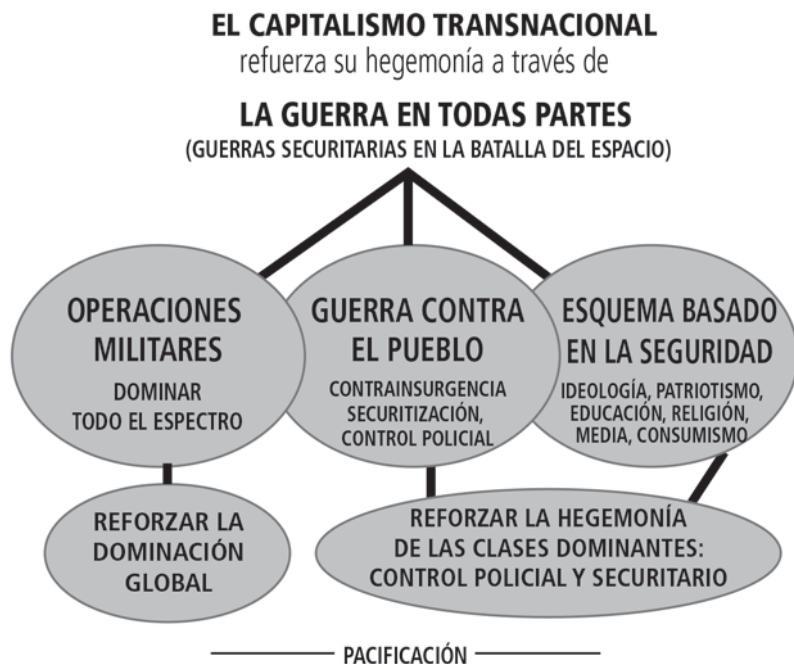 EL CAPITALISMO TRANSNACIONAL
refuerza su hegemonía a través de
LA GUERRA EN TODAS PARTES
(GUERRAS SECURITARIAS EN LA BATALLA DEL ESPACIO)
OPERACIONES
MILITARES
DOMINAR
TODO EL ESPECTRO
GUERRA CONTRA
EL PUEBLO
CONTRAINSURGENCIA
SECURITIZACIÓN,
CONTROL POLICIAL
ESQUEMA BASADO
EN LA SEGURIDAD
IDEOLOGÍA, PATRIOTISMO,
EDUCACIÓN, RELIGIÓN,
MEDIA, CONSUMISMO
REFORZAR LA
DOMINACIÓN
GLOBAL
REFORZAR LA HEGEMONÍA
DE LAS CLASES DOMINANTES:
CONTROL POLICIAL Y SECURITARIO
PACIFICACIÓN